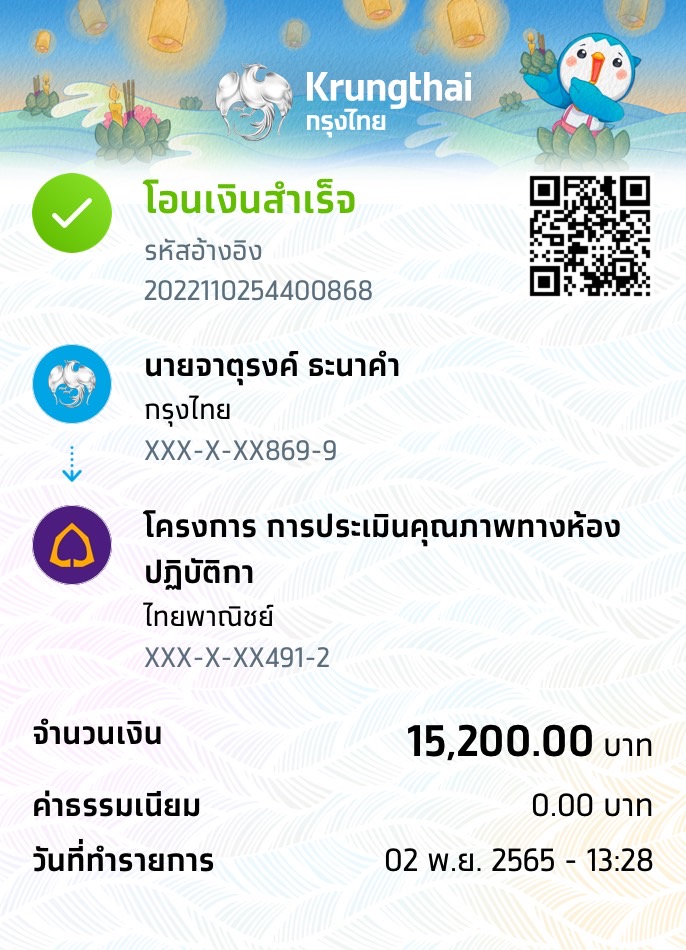 Krungthai
กรุงไทย
โอนเงินสำเร็จ
รหัสอ้างอิง
2022110254400868
นายจาตุรงค์ ธะนาคำ
กรุงไทย
XXX-X-XX869-9
โครงการ การประเมินคุณภาพทางห้อง
ปฏิบัติกา
ไทยพาณิชย์
XXX-X-XX491-2
จำนวนเงิน 15,200.00 บาท
ค่าธรรมเนียม 0.00 บาท
วันที่ทำรายการ 02 พ.ย. 2565 - 13:28